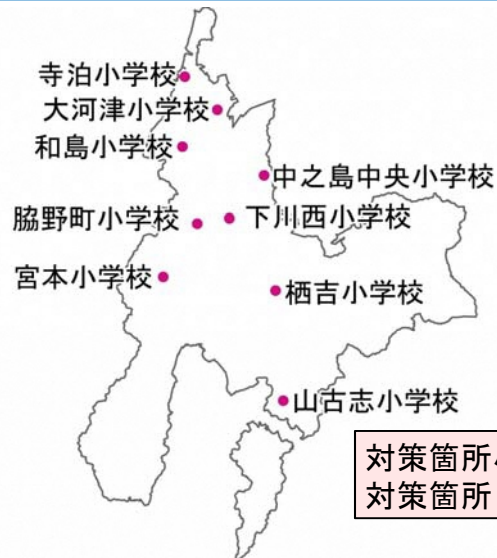 寺泊小学校
大河津小学校
和島小学校
中之島中央小学校
脇野町小学校
下川西小学校
宮本小学校
栖吉小学校
山古志小学校
対策箇所
対策箇所